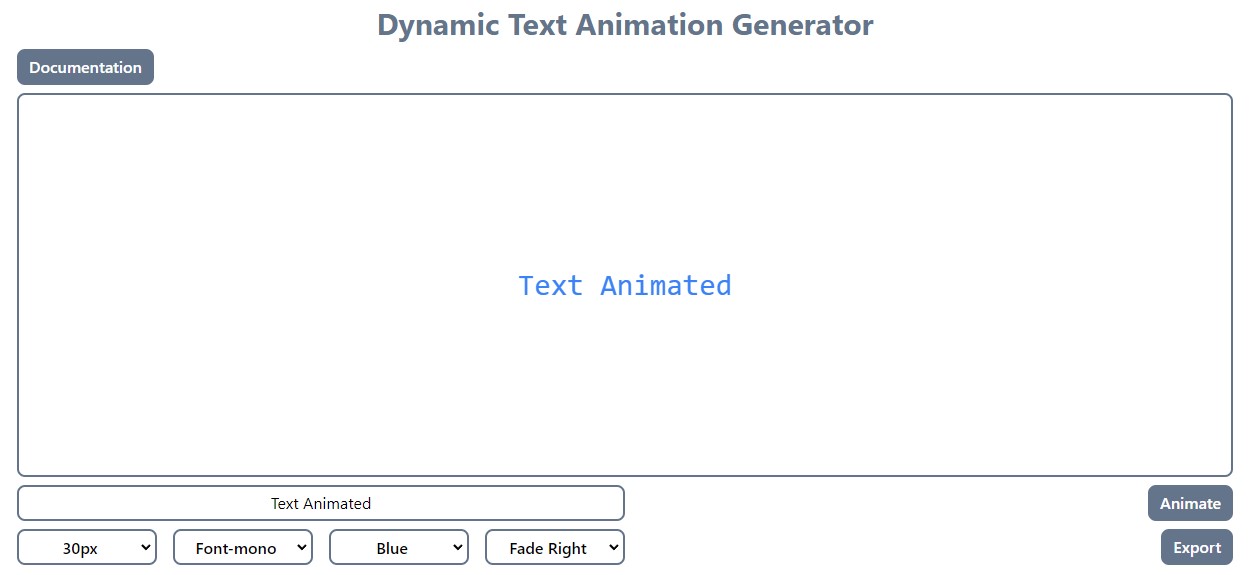 Dynamic Text Animation Generator
Documentation
Text Animated
Text Animated
Animate
30px
Font-mono
Blue
Fade Right
Export